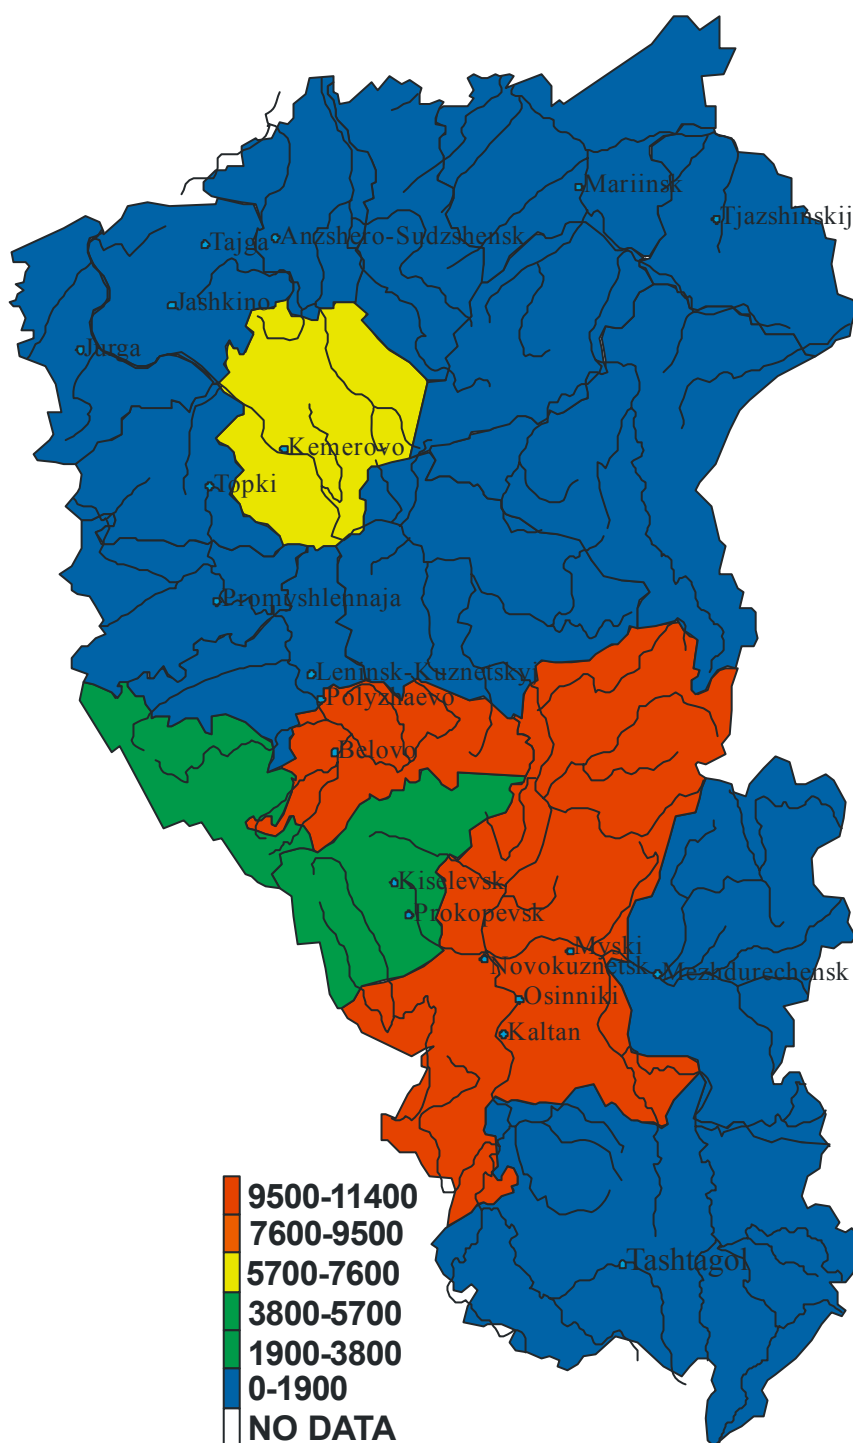 Mariinsk
Tjazshinskij
Anzshero-Sudzshensk
Tajga
Jashkino
Jurga
Kemerovo
Topki
Promyshlennaja
Leninsk-Kuznetskyj
Polyzhaevo
Belovo
Kiselevsk
Prokopevsk
Myski
Novokuznetsk
Mezhdurechensk
Osinniki
Kaltan
Tashtagol
9500-11400
7600-9500
5700-7600
3800-5700
1900-3800
0-1900
NO DATA